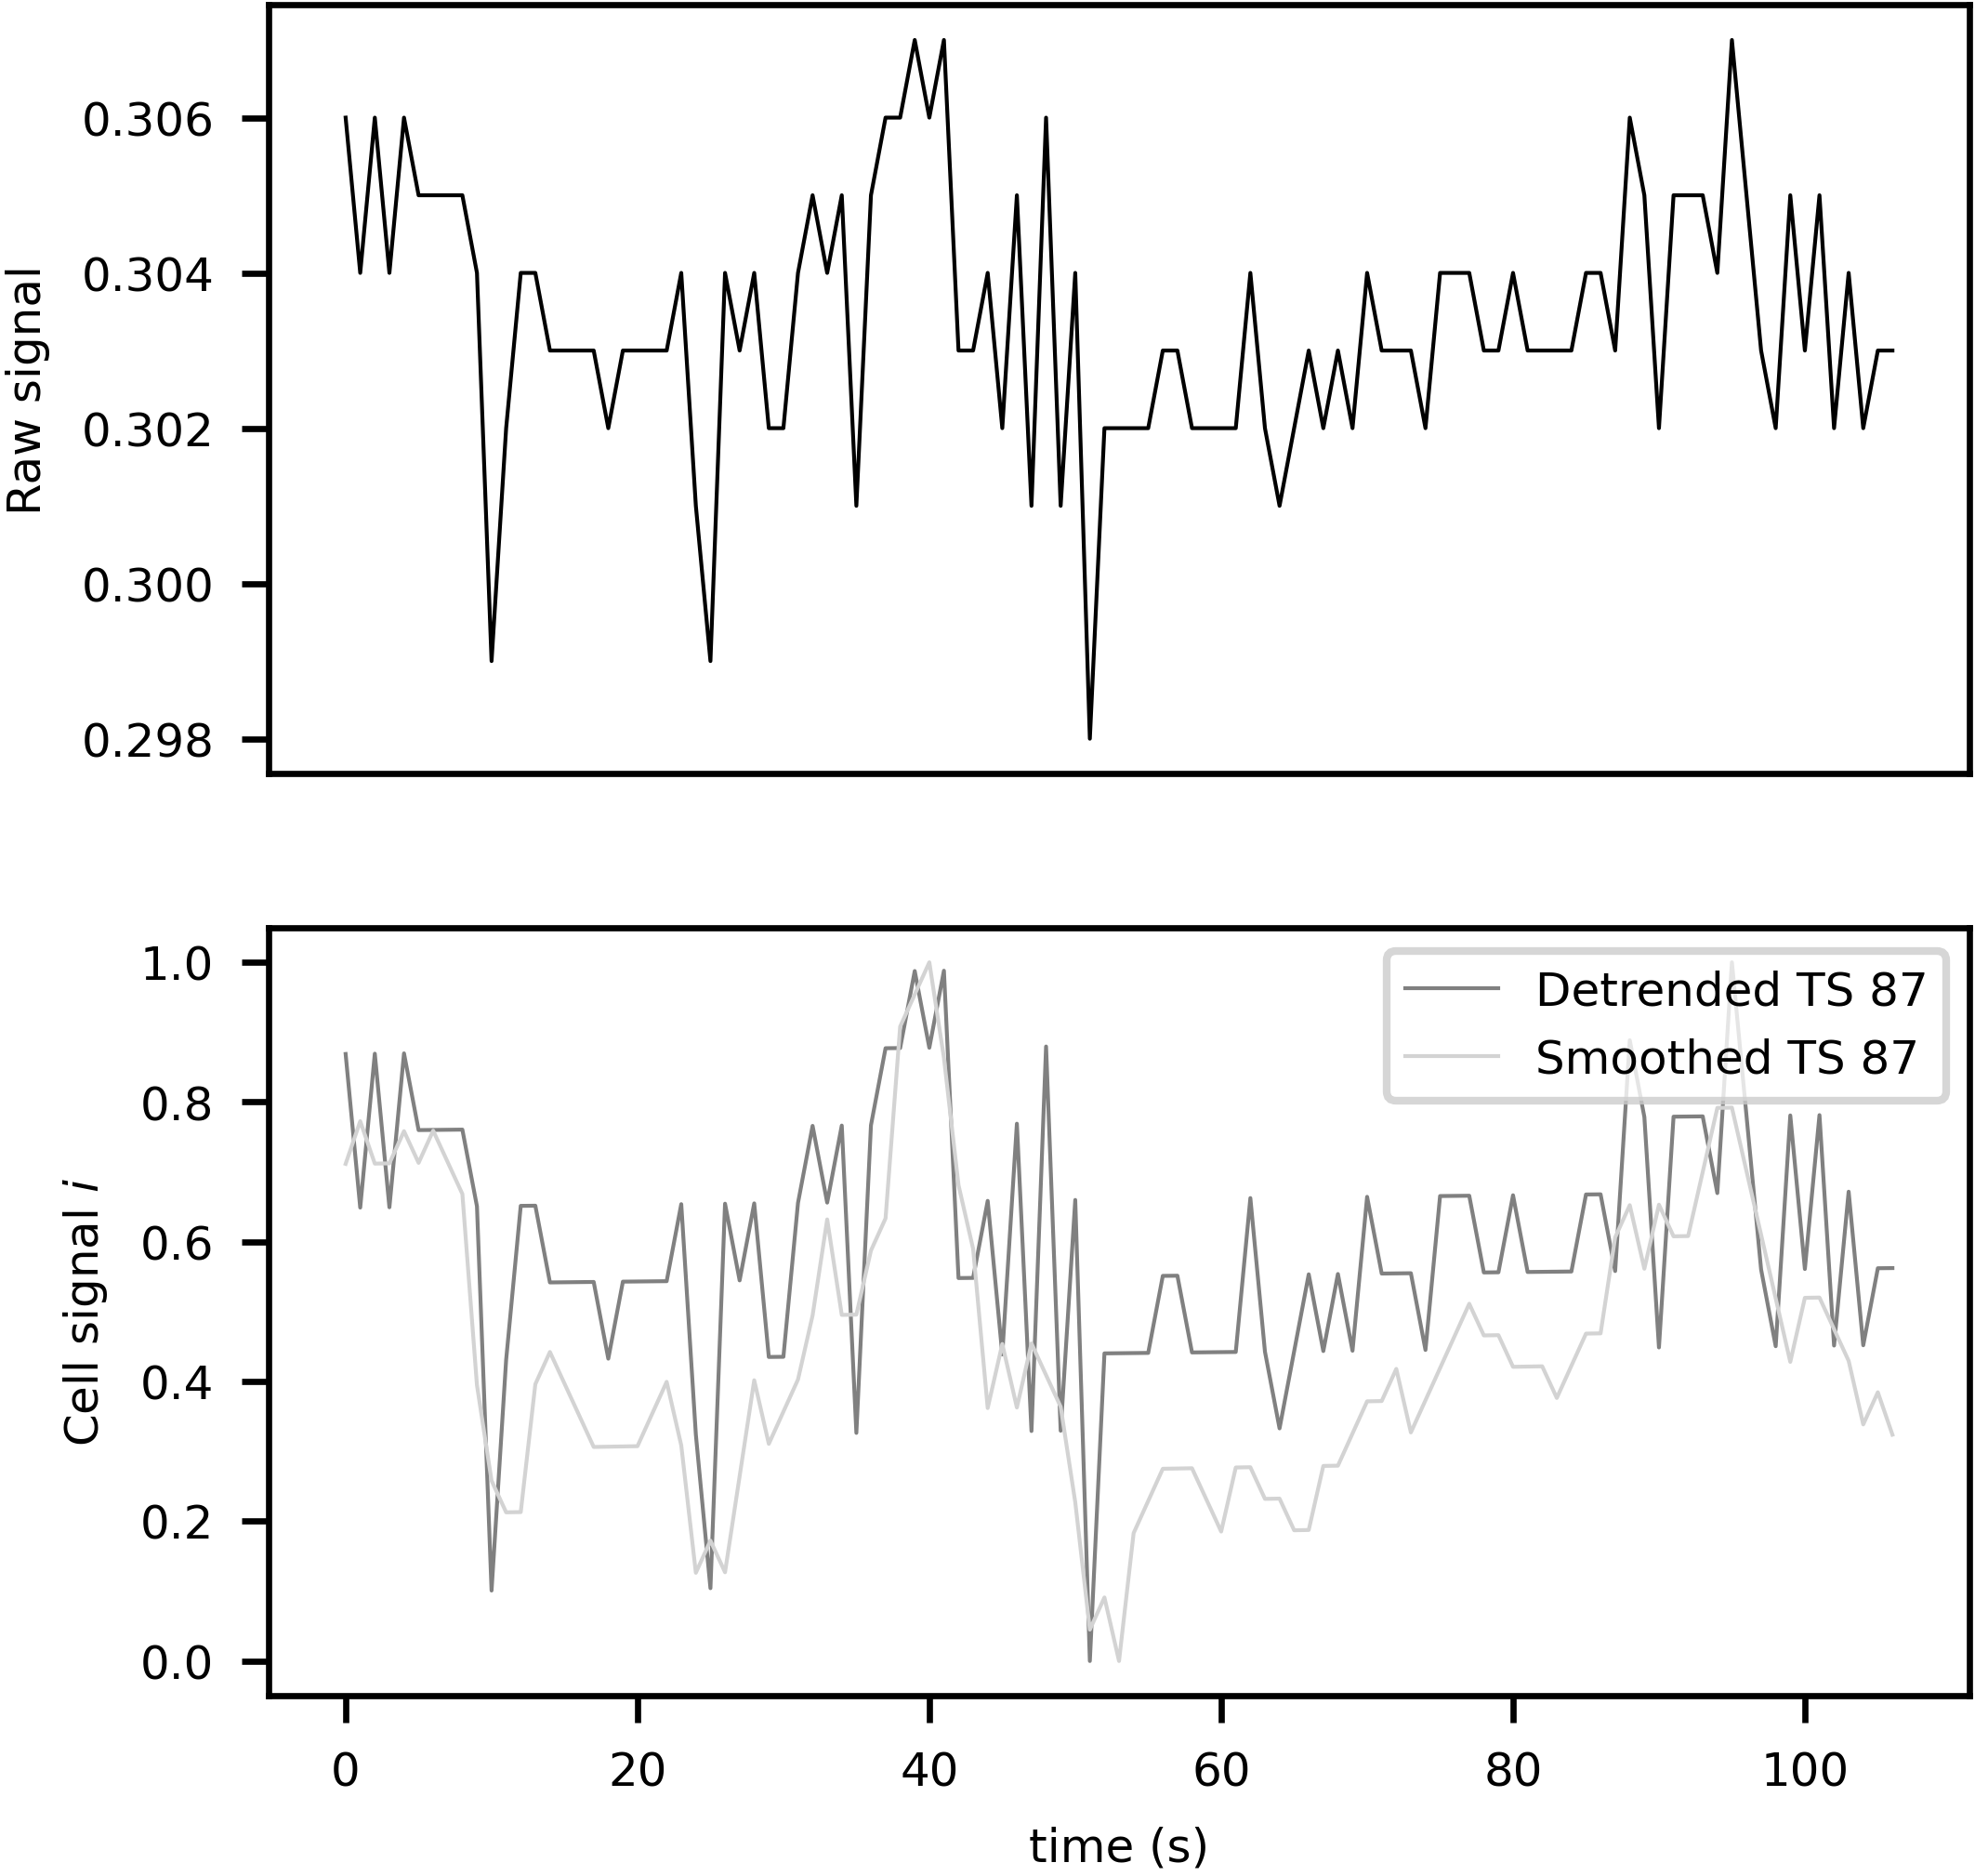 Raw signal
0.306
0.304
0.302
0.300
0.298
Cell signal i
1.0
0.8
0.6
0.4
0.2
0.0
Detrended TS 87
Smoothed TS 87
0 20 40 60 80 100
time (s)